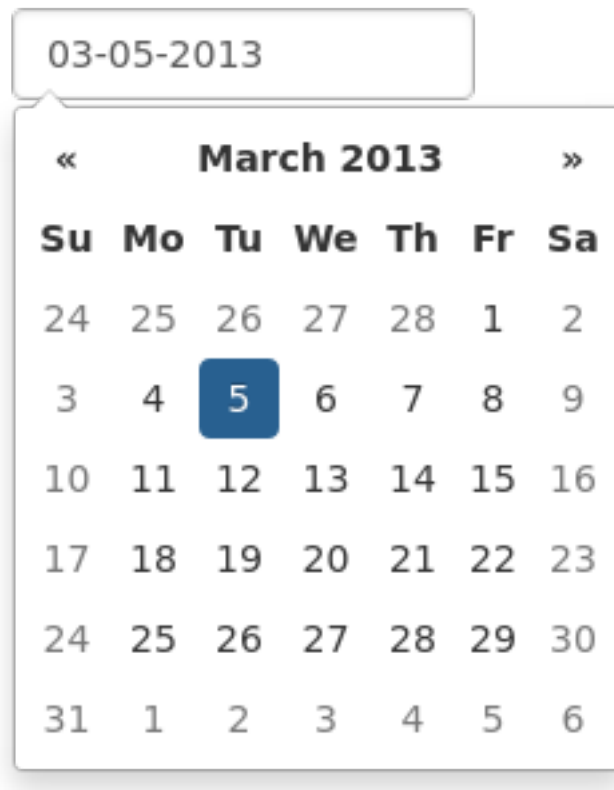 03-05-2013
« March 2013 »
Su Mo Tu We Th Fr Sa
24 25 26 27 28 1 2
3 4 5 6 7 8 9
10 11 12 13 14 15 16
17 18 19 20 21 22 23
24 25 26 27 28 29 30
31 1 2 3 4 5 6